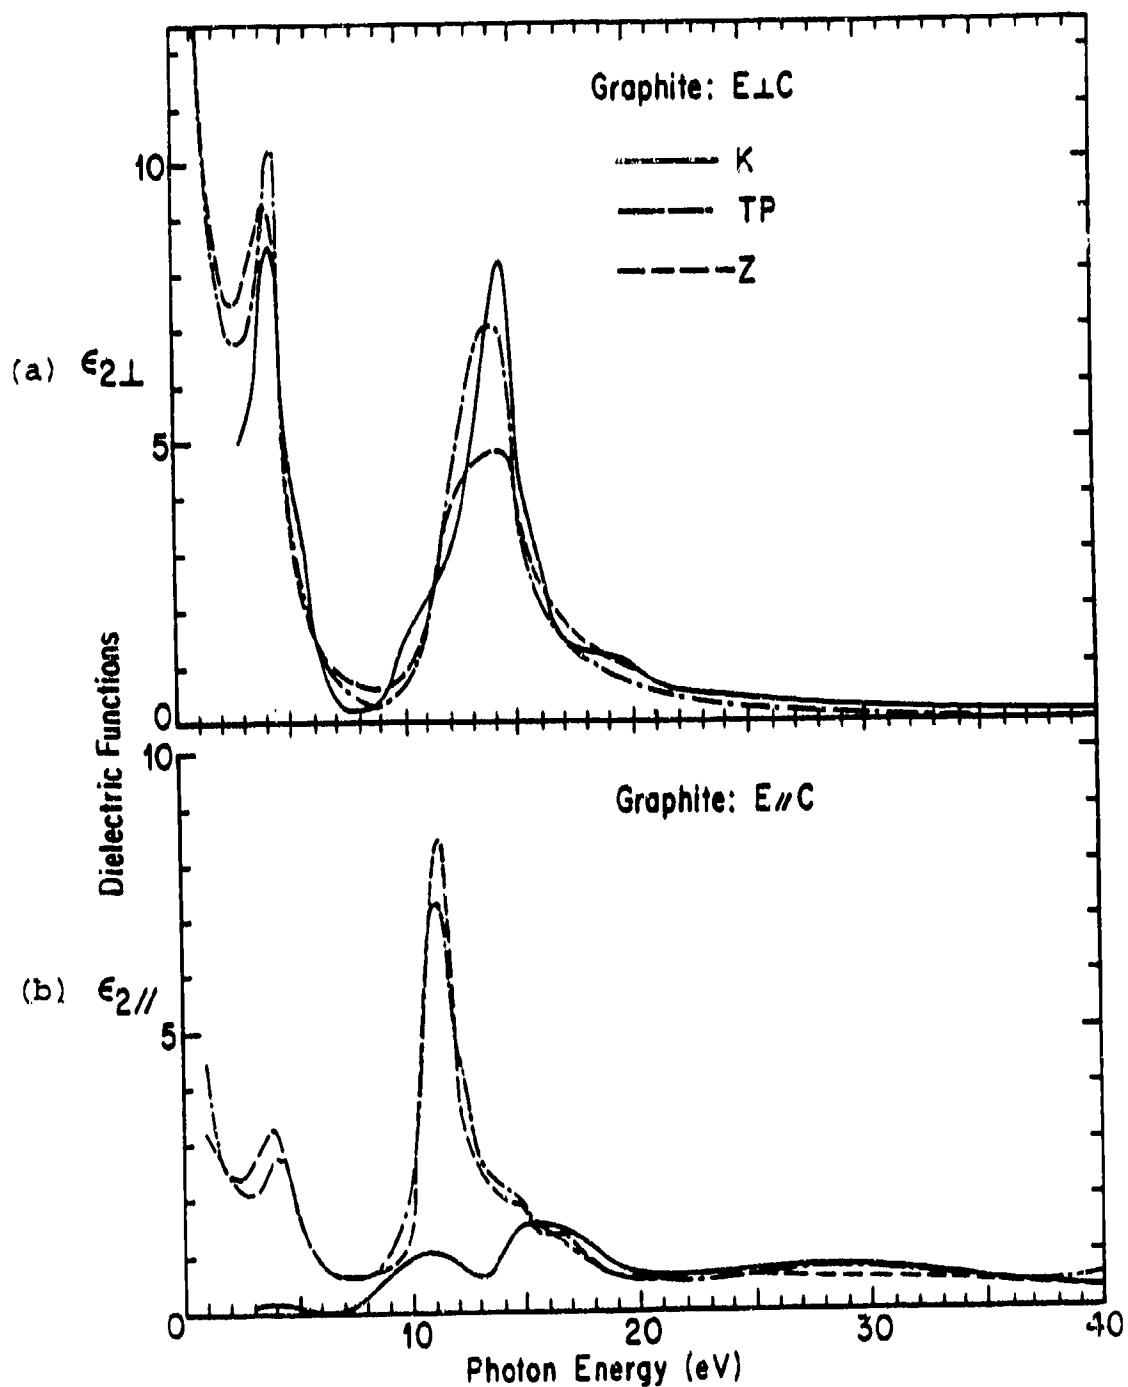 Graphite: E⊥C
K
TP
Z
10
5
0
(a) ϵ2⊥
Dielectric Functions
Graphite: E//C
10
5
(b) ϵ2//
0
10
20
30
40
Photon Energy (eV)